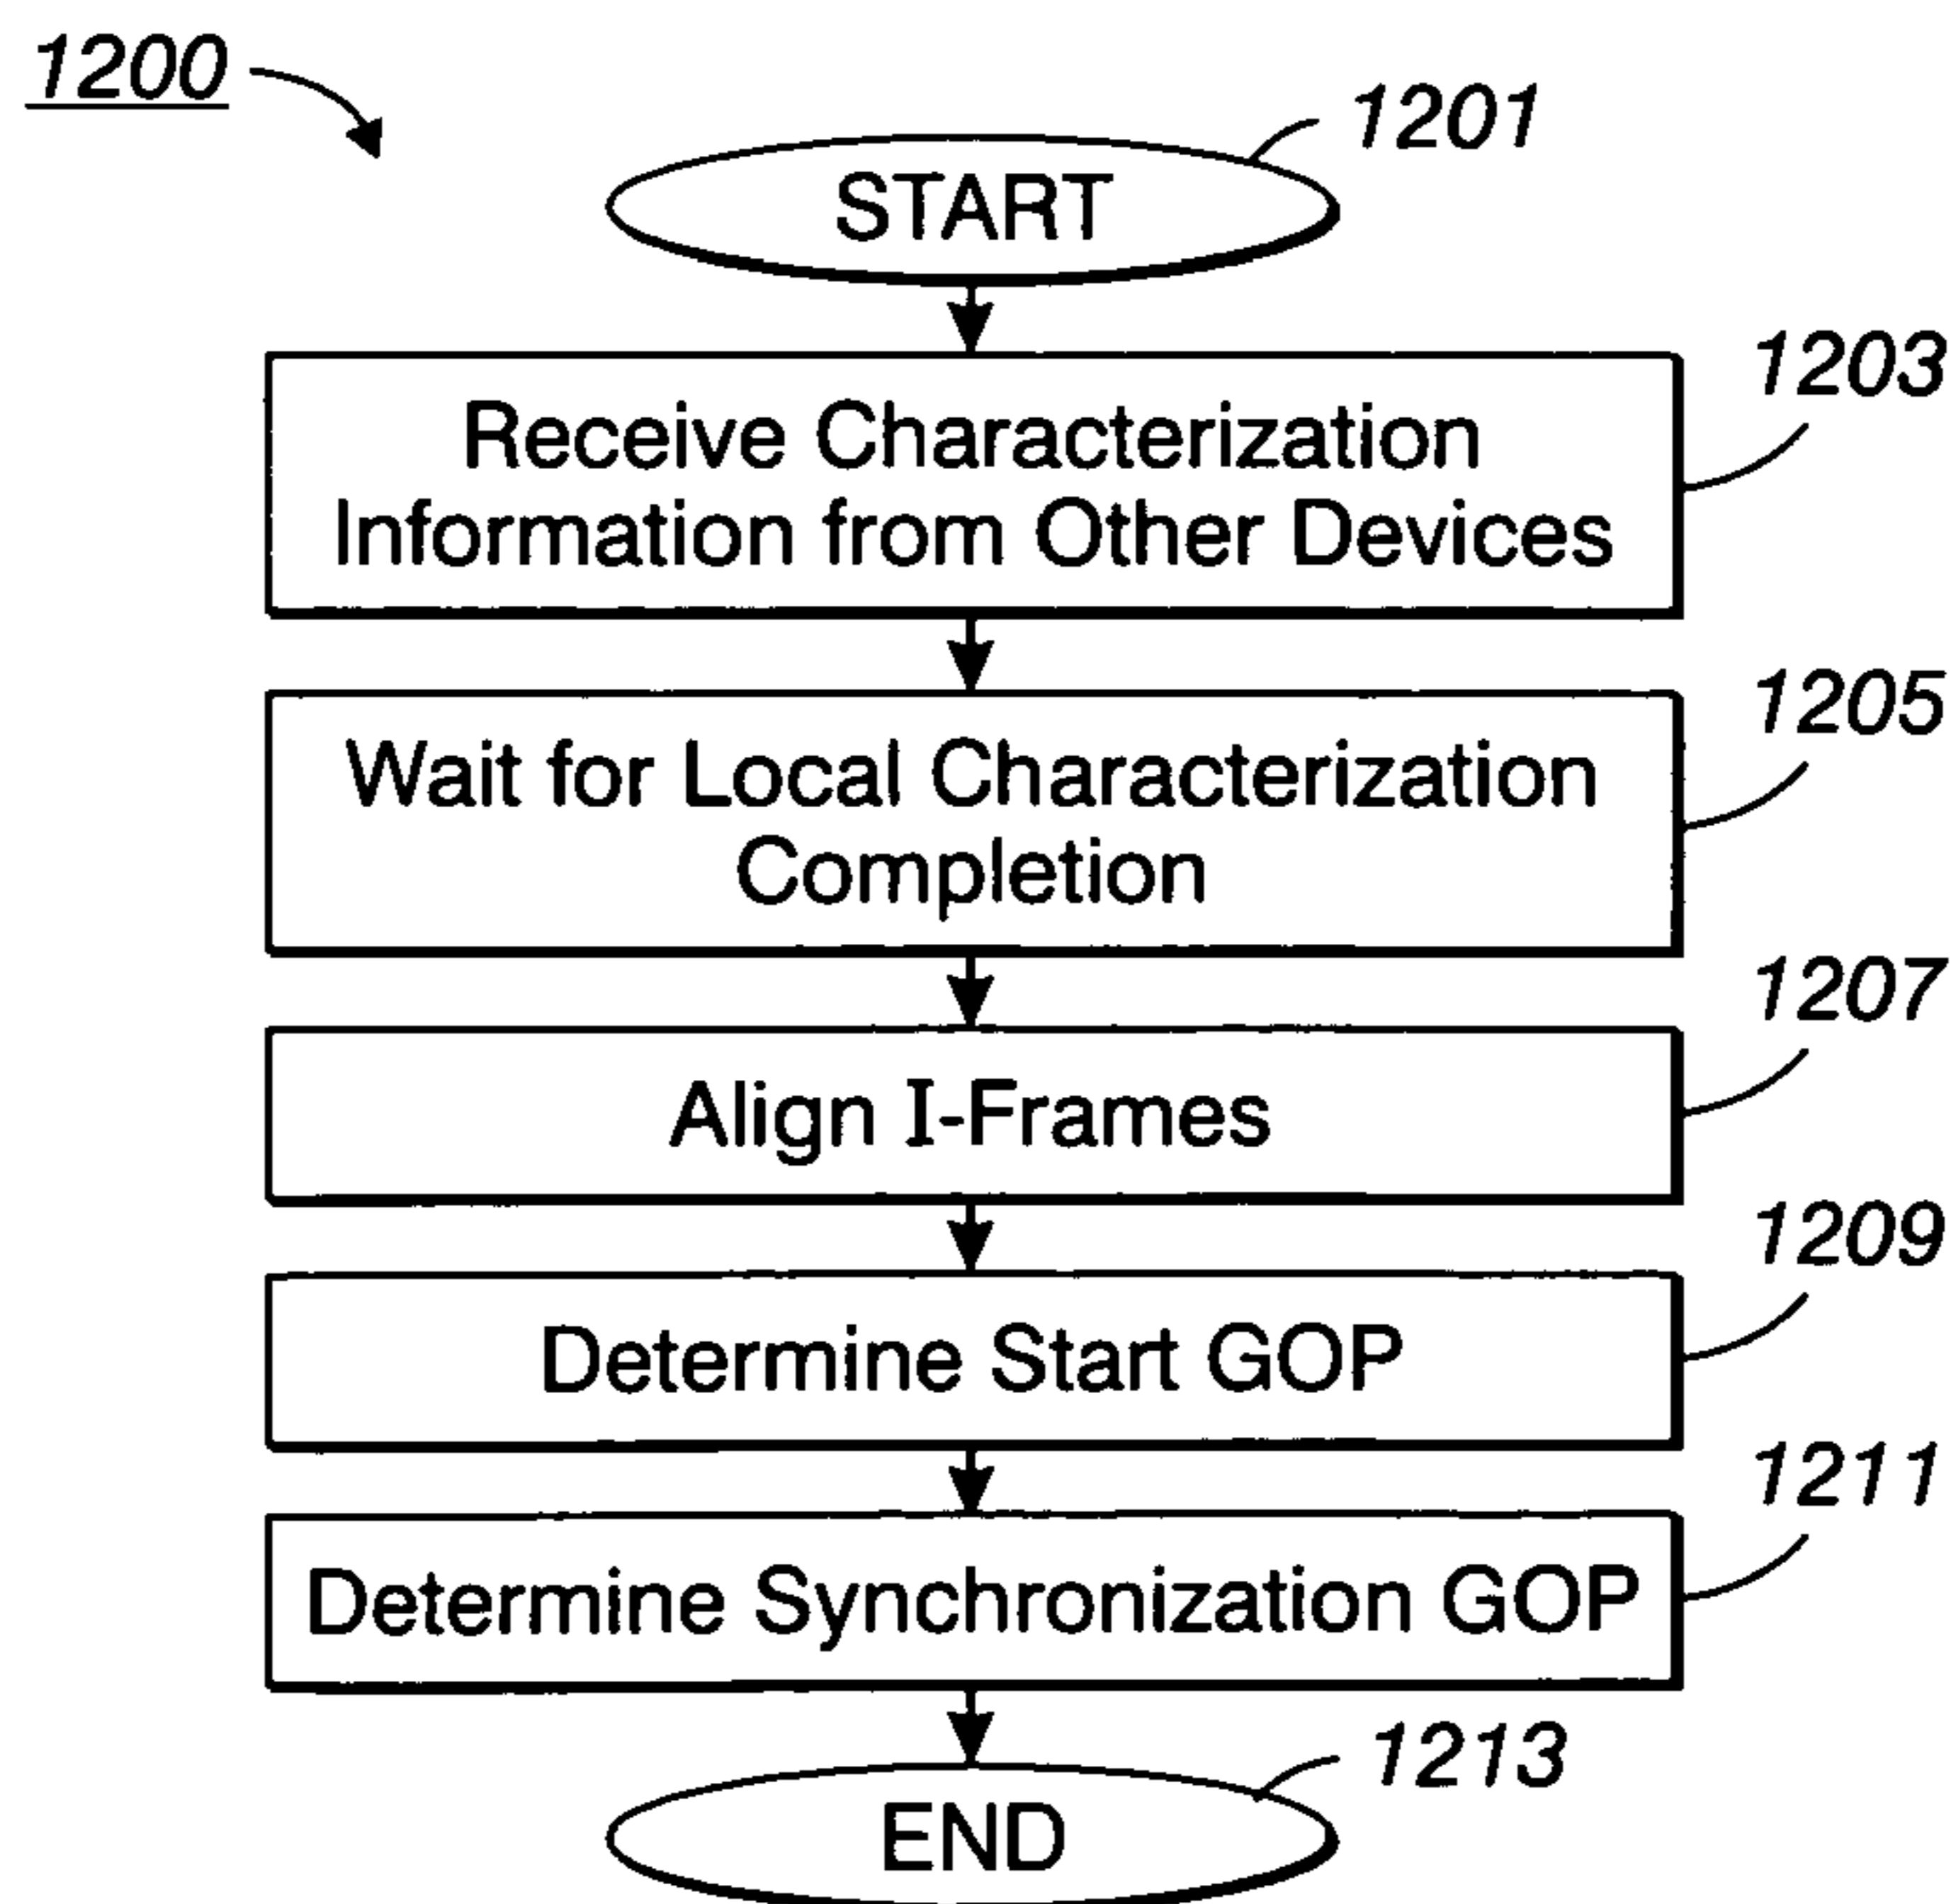 1200
1201
START
1203
Receive Characterization
Information from Other Devices
1205
Wait for Local Characterization
Completion
1207
Align I-Frames
1209
Determine Start GOP
1211
Determine Synchronization GOP
1213
END